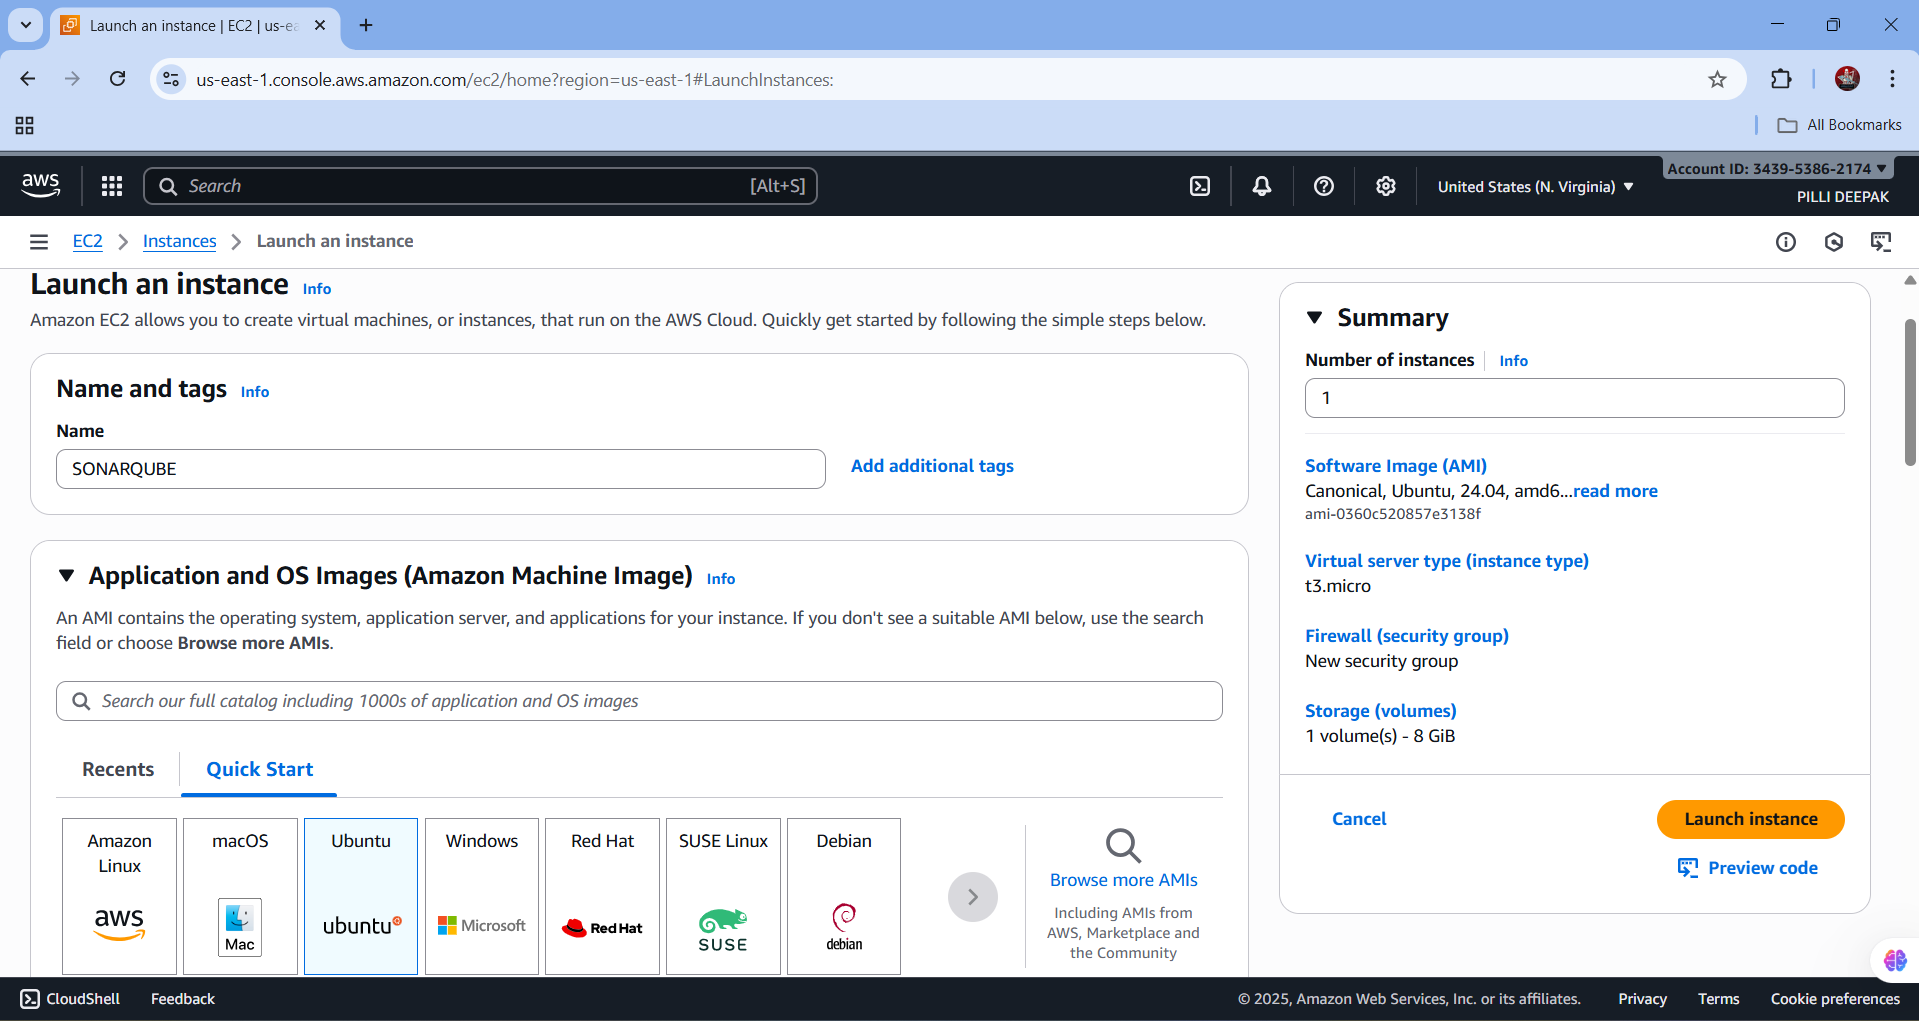 Launch an instance | EC2 | us-ea
us-east-1.console.aws.amazon.com/ec2/home?region=us-east-1#LaunchInstances:
All Bookmarks
aws
Search
[Alt+S]
United States (N. Virginia)
Account ID: 3439-5386-2174
PILLI DEEPAK
EC2
Instances
Launch an instance
Launch an instance
Info
Amazon EC2 allows you to create virtual machines, or instances, that run on the AWS Cloud. Quickly get started by following the simple steps below.
Name and tags
Info
Name
SONARQUBE
Add additional tags
Application and OS Images (Amazon Machine Image)
Info
An AMI contains the operating system, application server, and applications for your instance. If you don't see a suitable AMI below, use the search
field or choose Browse more AMIs.
Search our full catalog including 1000s of application and OS images
Recents
Quick Start
Amazon
Linux
aws
macOS
Mac
Ubuntu
ubuntu
Windows
Microsoft
Red Hat
Red Hat
SUSE Linux
SUSE
Debian
debian
Browse more AMIs
Including AMIs from
AWS, Marketplace and
the Community
Summary
Number of instances
Info
1
Software Image (AMI)
Canonical, Ubuntu, 24.04, amd6...read more
ami-0360c520857e3138f
Virtual server type (instance type)
t3.micro
Firewall (security group)
New security group
Storage (volumes)
1 volume(s) - 8 GiB
Cancel
Launch instance
Preview code
CloudShell
Feedback
© 2025, Amazon Web Services, Inc. or its affiliates.
Privacy
Terms
Cookie preferences